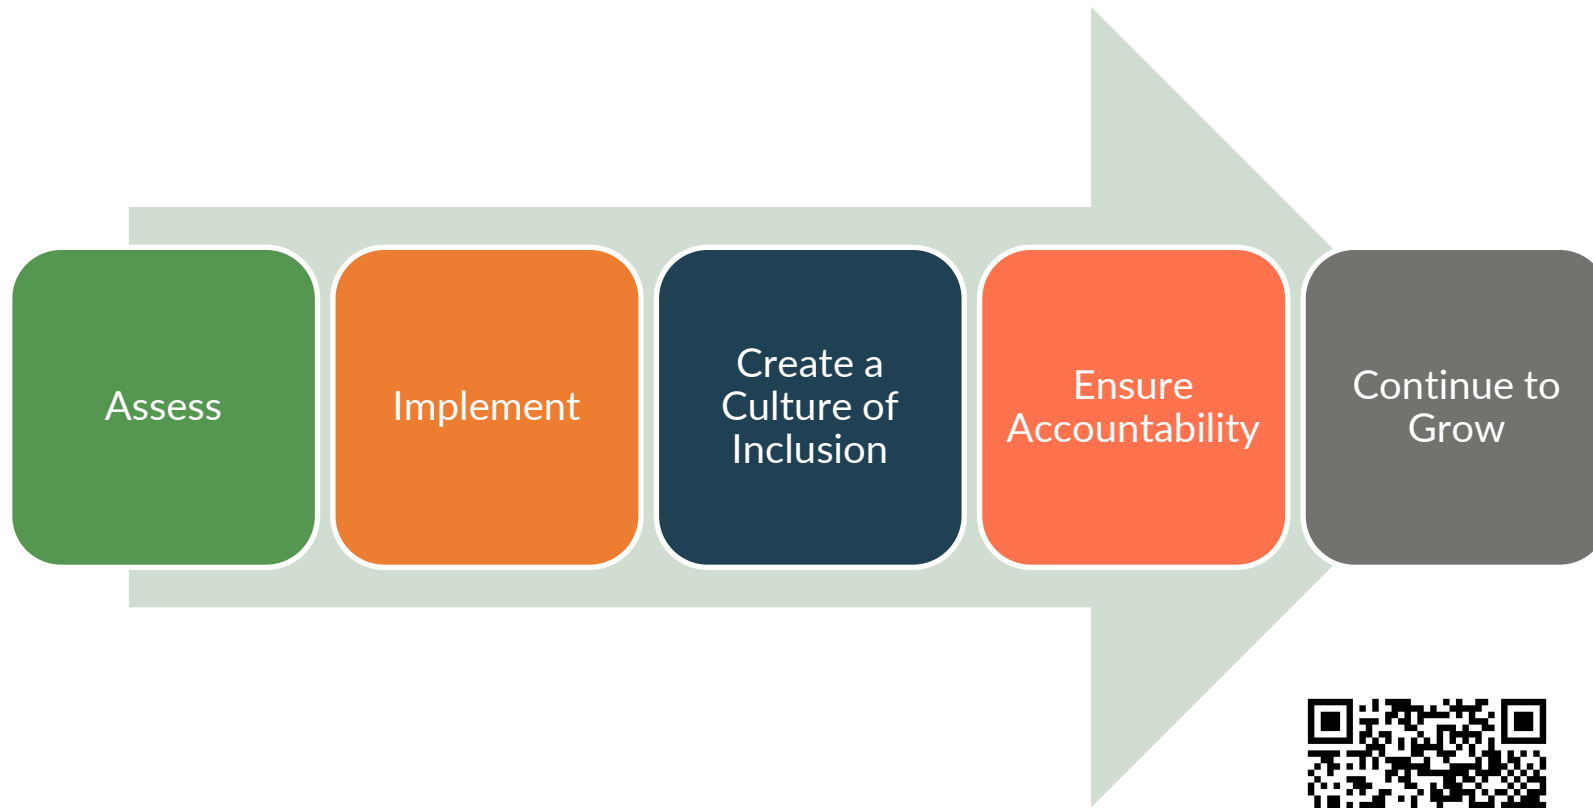 Assess
Implement
Create a
Culture of
Inclusion
Ensure
Accountability
Continue to
Grow